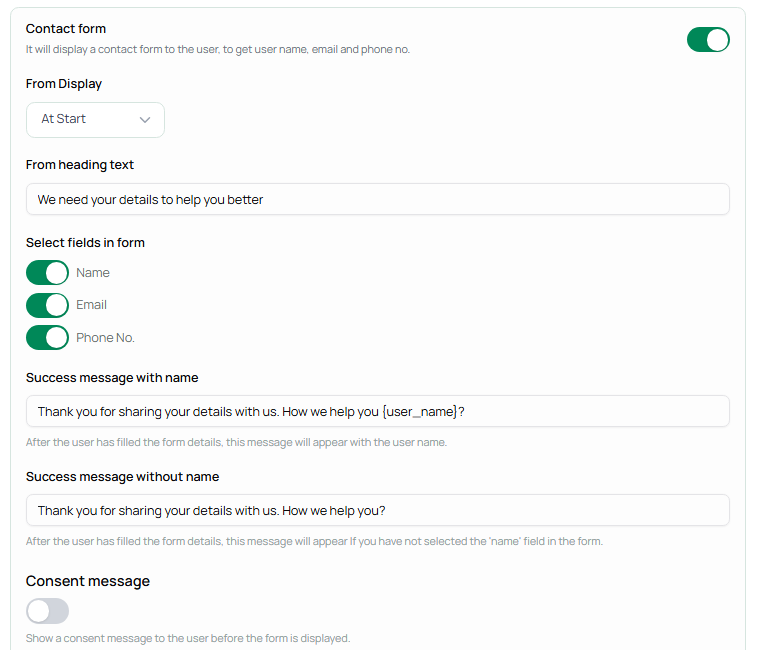 Contact form
It will display a contact form to the user, to get user name, email and phone no.
From Display
At Start
From heading text
We need your details to help you better
Select fields in form
Name
Email
Phone No.
Success message with name
Thank you for sharing your details with us. How we help you {user_name}?
After the user has filled the form details, this message will appear with the user name.
Success message without name
Thank you for sharing your details with us. How we help you?
After the user has filled the form details, this message will appear If you have not selected the 'name' field in the form.
Consent message
Show a consent message to the user before the form is displayed.